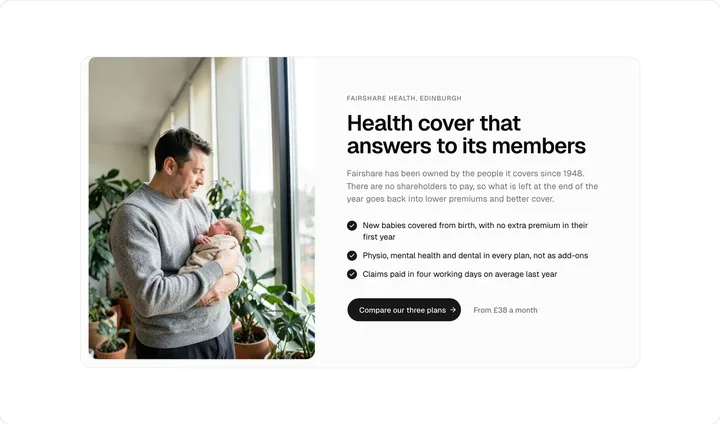 FAIRSHARE HEALTH, EDINBURGH
Health cover that
answers to its members
Fairshare has been owned by the people it covers since 1948.
There are no shareholders to pay, so what is left at the end of the
year goes back into lower premiums and better cover.
New babies covered from birth, with no extra premium in their
first year
Physio, mental health and dental in every plan, not as add-ons
Claims paid in four working days on average last year
Compare our three plans →
From £38 a month